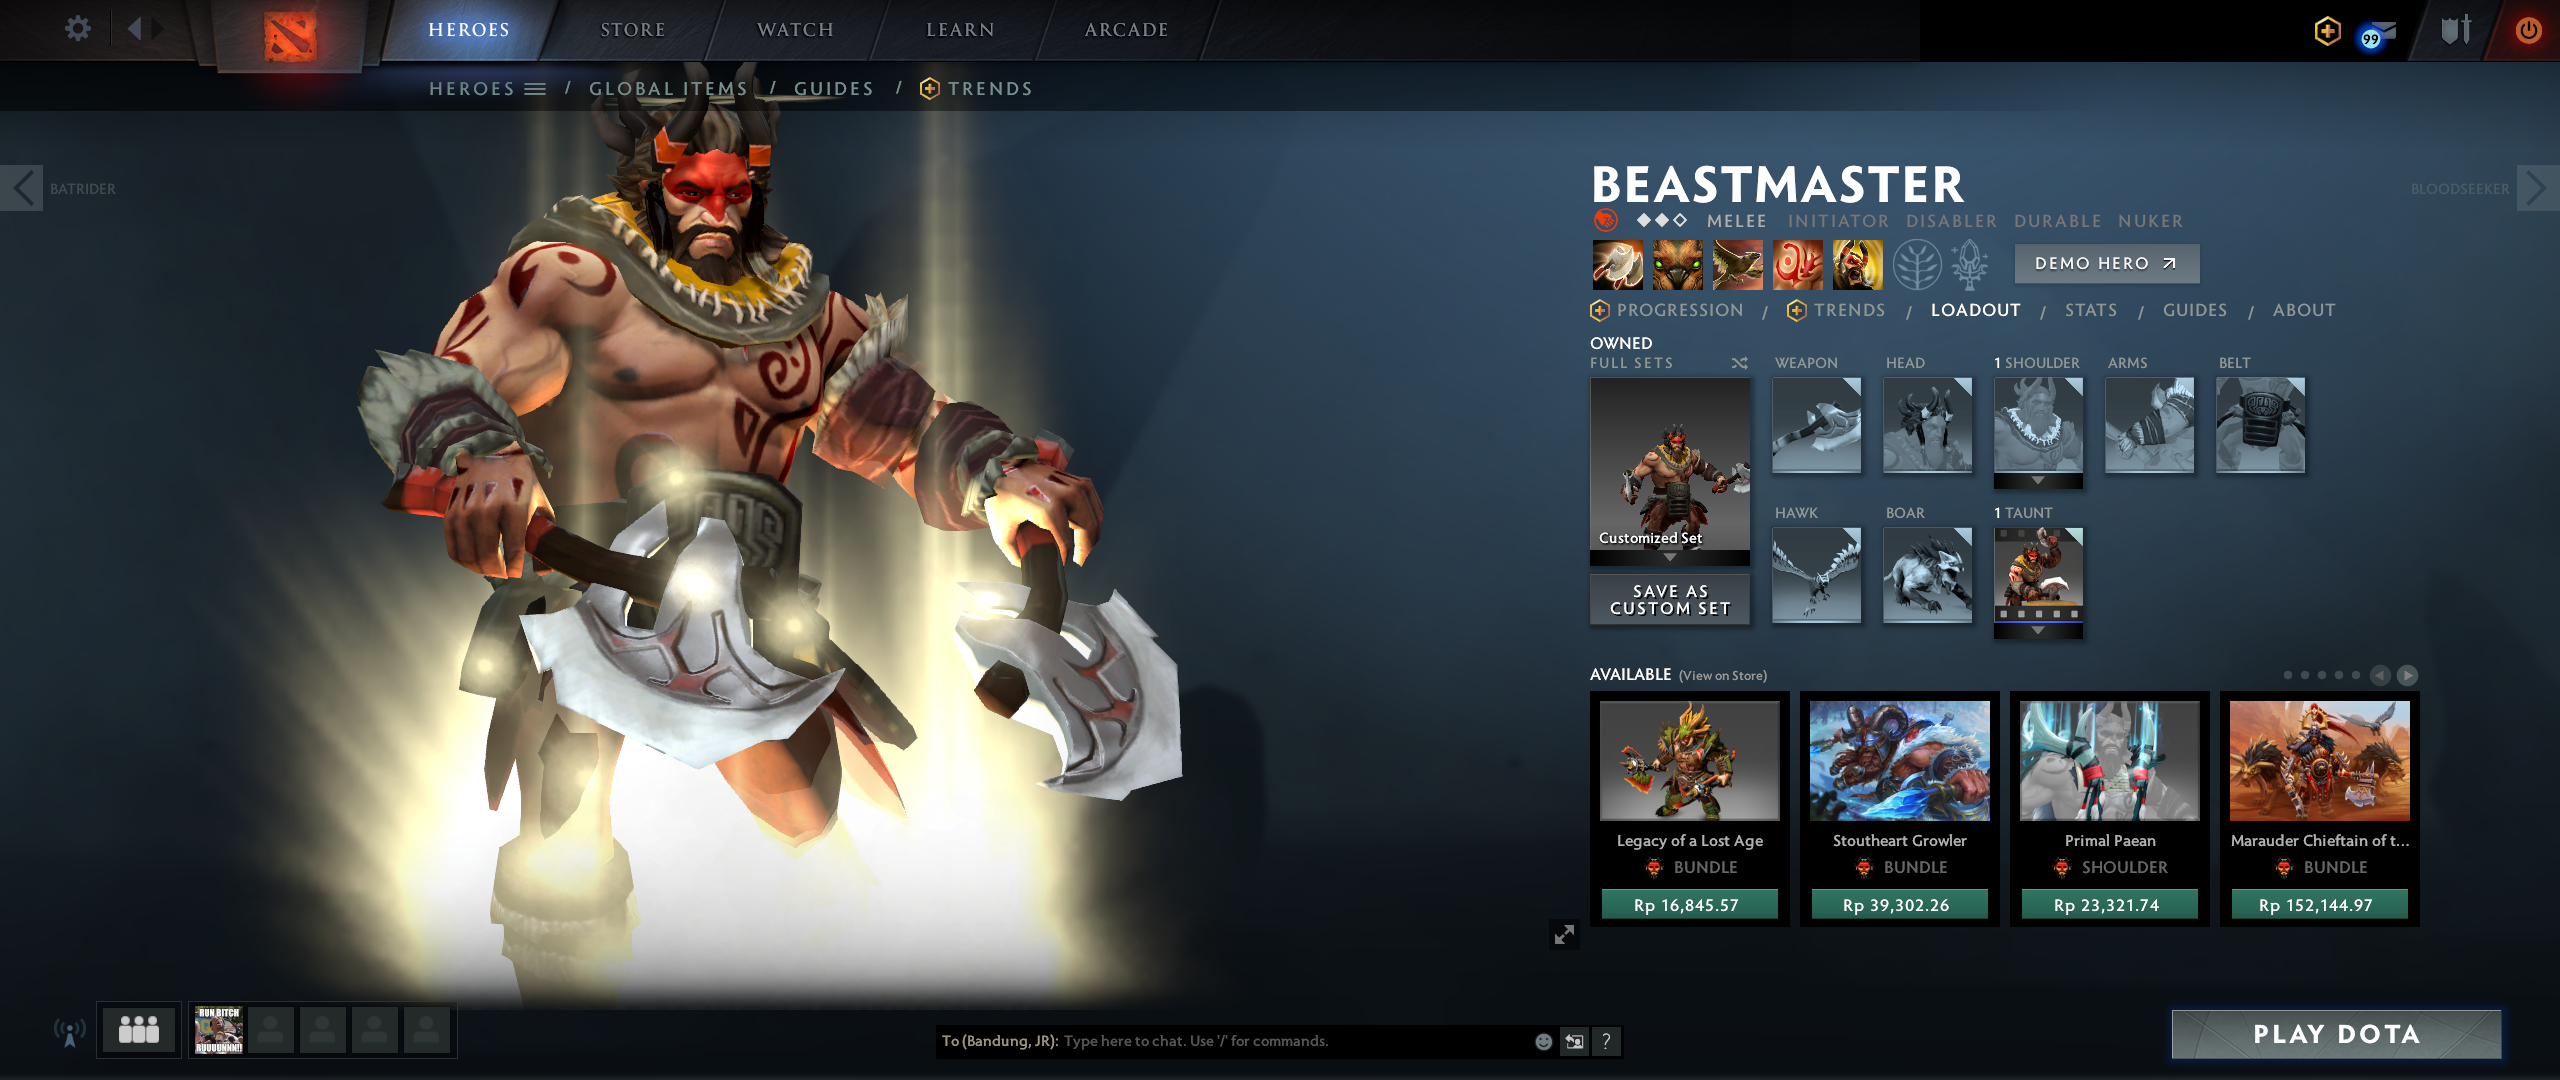 HEROES
STORE
WATCH
LEARN
ARCADE
99
HEROES / GLOBAL ITEMS / GUIDES / TRENDS
BATRIDER
BLOODSEEKER
BEASTMASTER
MELEE INITIATOR DISABLER DURABLE NUKER
DEMO HERO
PROGRESSION / TRENDS / LOADOUT / STATS / GUIDES / ABOUT
OWNED
FULL SETS
WEAPON
HEAD
1 SHOULDER
ARMS
BELT
Customized Set
SAVE AS
CUSTOM SET
HAWK
BOAR
1 TAUNT
AVAILABLE (View on Store)
Legacy of a Lost Age
BUNDLE
Rp 16,845.57
Stoutheart Growler
BUNDLE
Rp 39,302.26
Primal Paean
SHOULDER
Rp 23,321.74
Marauder Chieftain of t...
BUNDLE
Rp 152,144.97
RUN BITCH
RUUUUNNN!!
To (Bandung, JR): Type here to chat. Use '/' for commands.
?
PLAY DOTA